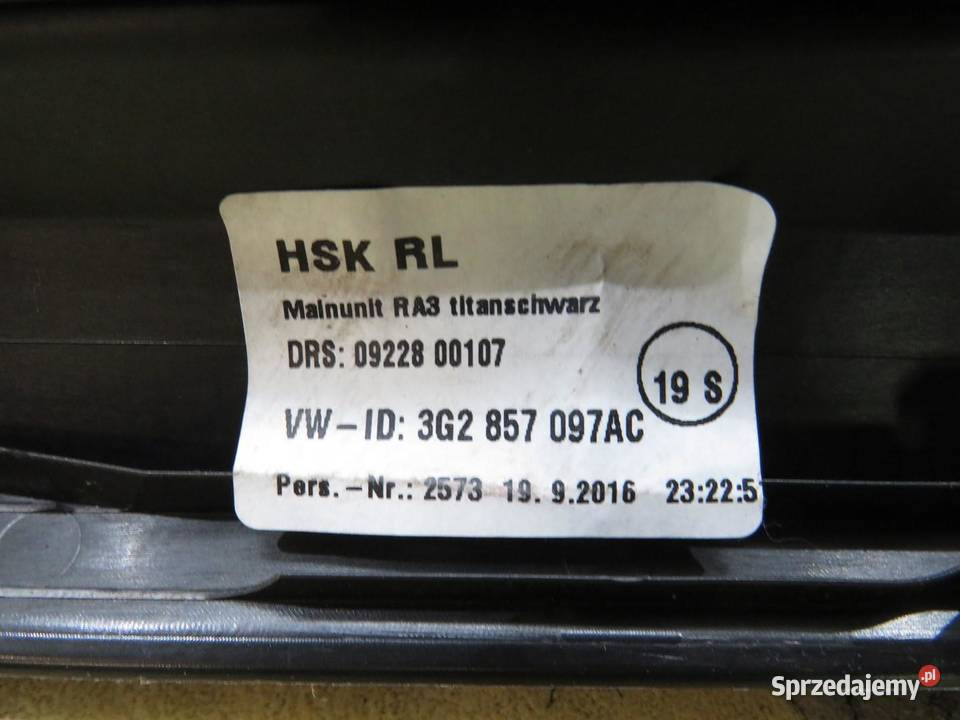 HSK RL
Mainunit RA3 titanschwarz
DRS: 09228 00107
19 S
VW-ID: 3G2 857 097AC
Pers.-Nr.: 2573 19. 9.2016 23:22:5
Sprzedajemy.pl